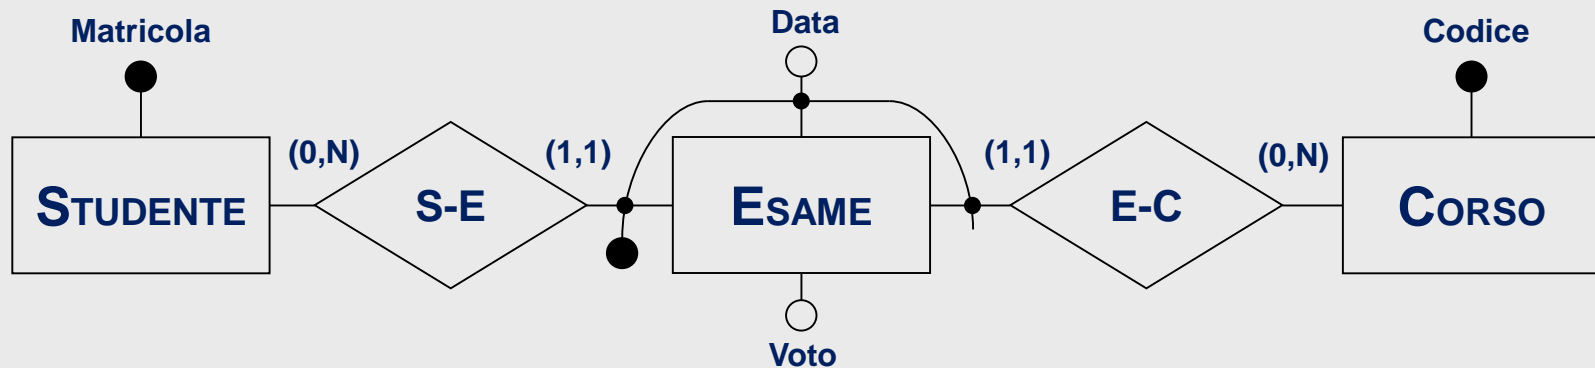 Matricola
Data
Codice
(0,N)
(1,1)
(1,1)
(0,N)
STUDENTE
S-E
ESAME
E-C
CORSO
Voto